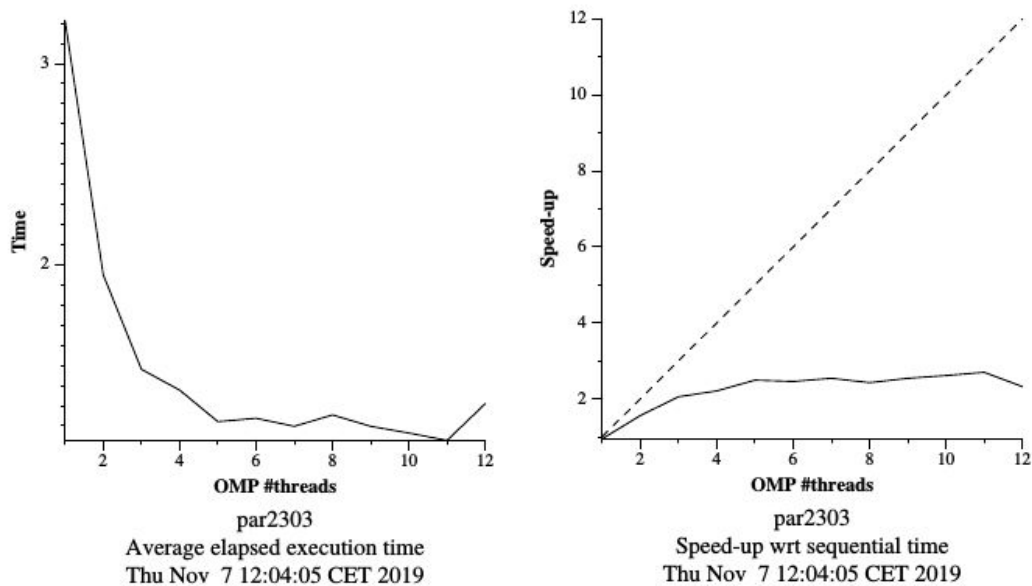 3
2
Time
2
4
6
8
10
12
OMP #threads
par2303
Average elapsed execution time
Thu Nov 7 12:04:05 CET 2019
12
10
8
6
4
2
Speed-up
2
4
6
8
10
12
OMP #threads
par2303
Speed-up wrt sequential time
Thu Nov 7 12:04:05 CET 2019